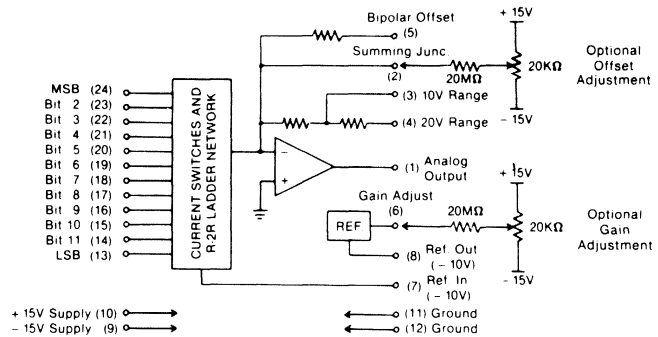 Bipolar Offset
(5)
Summing Junc.
(2)
20MΩ
+ 15V
20KΩ
- 15V
Optional
Offset
Adjustment
(3) 10V Range
(4) 20V Range
MSB (24)
Bit 2 (23)
Bit 3 (22)
Bit 4 (21)
Bit 5 (20)
Bit 6 (19)
Bit 7 (18)
Bit 8 (17)
Bit 9 (16)
Bit 10 (15)
Bit 11 (14)
LSB (13)
CURRENT SWITCHES AND
R-2R LADDER NETWORK
-
+
(1) Analog
Output
Gain Adjust
(6)
REF
20MΩ
+ 15V
20KΩ
- 15V
Optional
Gain
Adjustment
(8) Ref. Out
(- 10V)
(7) Ref In
(- 10V)
+ 15V Supply (10)
- 15V Supply (9)
(11) Ground
(12) Ground